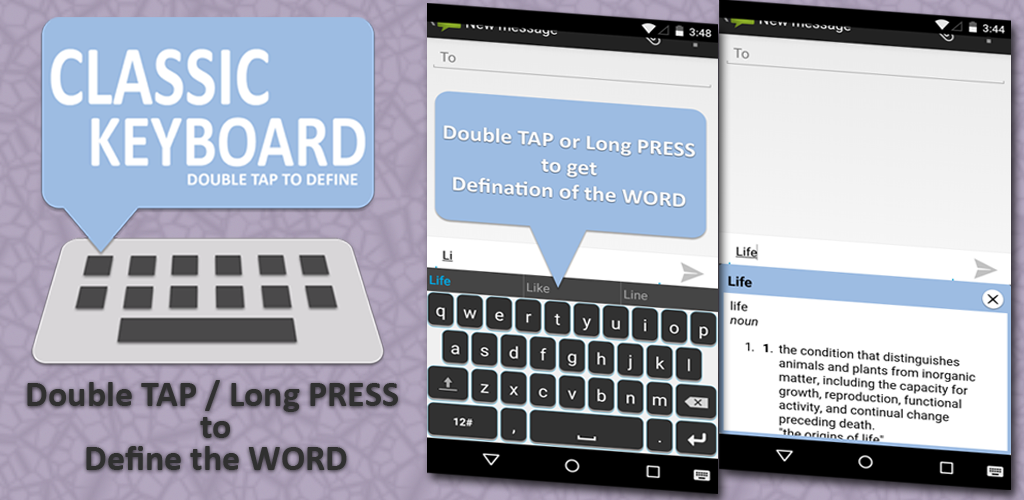 CLASSIC
KEYBOARD
DOUBLE TAP TO DEFINE
Double TAP / Long PRESS
to
Define the WORD
New message
3:48
To
Double TAP or Long PRESS
to get
Defination of the WORD
Li
Life Like Line
q w e r t y u i o p
a s d f g h j k l
z x c v b n m
12# , .
New message
3:44
To
Life
Life
life
noun
1. 1. the condition that distinguishes
animals and plants from inorganic
matter, including the capacity for
growth, reproduction, functional
activity, and continual change
preceding death.
"the origins of life"